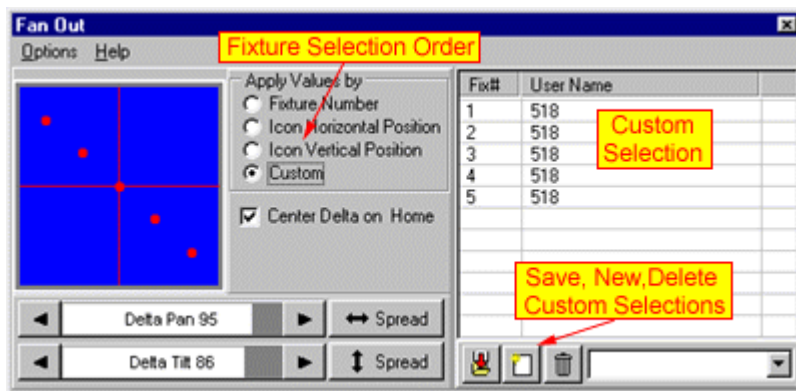 Fan Out
Options Help
Fixture Selection Order
Apply Values by
Fixture Number
Icon Horizontal Position
Icon Vertical Position
Custom
Center Delta on Home
Delta Pan 95
Spread
Delta Tilt 86
Spread
Fix# User Name
1 518
2 518
3 518
4 518
5 518
Custom
Selection
Save, New,Delete
Custom Selections